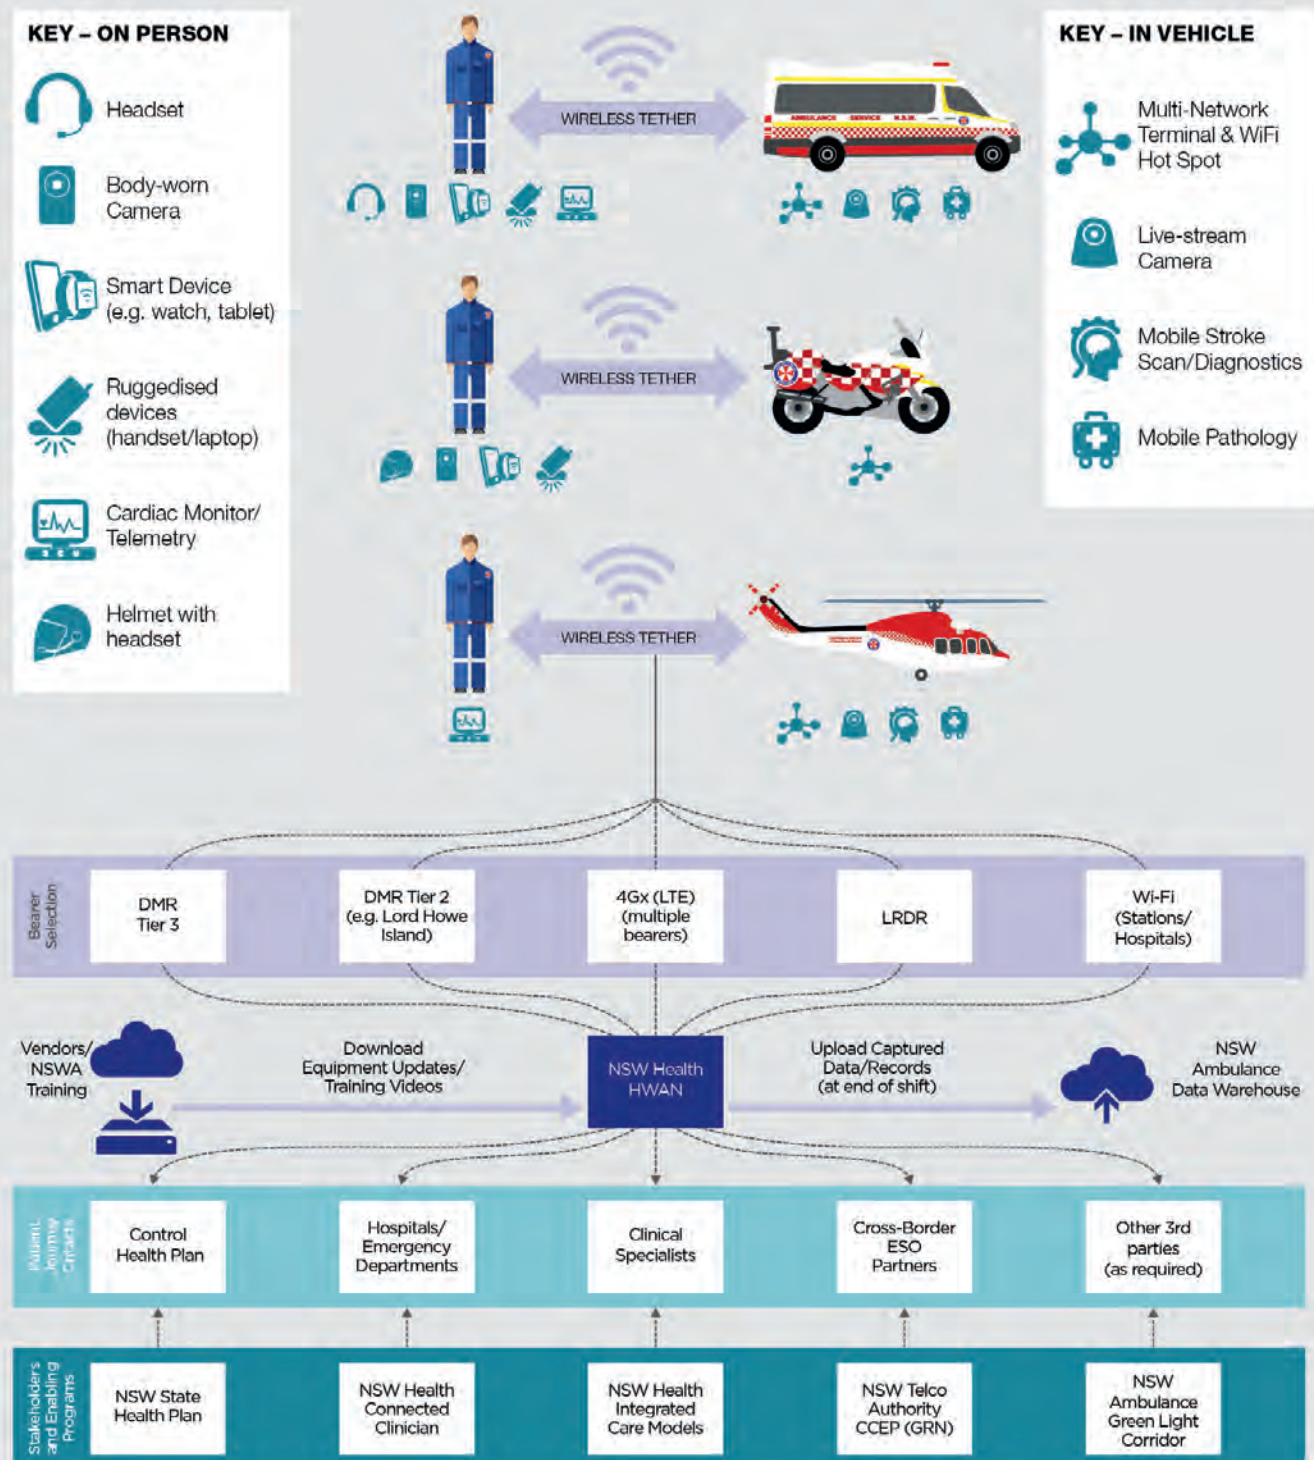 KEY – ON PERSON
Headset
Body-worn
Camera
Smart Device
(e.g. watch, tablet)
Ruggedised
devices
(handset/laptop)
Cardiac Monitor/
Telemetry
Helmet with
headset
WIRELESS TETHER
AMBULANCE SERVICE N.S.W.
WIRELESS TETHER
WIRELESS TETHER
KEY – IN VEHICLE
Multi-Network
Terminal & WiFi
Hot Spot
Live-stream
Camera
Mobile Stroke
Scan/Diagnostics
Mobile Pathology
Bearer
Selection
DMR
Tier 3
DMR Tier 2
(e.g. Lord Howe
Island)
4Gx (LTE)
(multiple
bearers)
LRDR
Wi-Fi
(Stations/
Hospitals)
Vendors/
NSWA
Training
Download
Equipment Updates/
Training Videos
NSW Health
HWAN
Upload Captured
Data/Records
(at end of shift)
NSW
Ambulance
Data Warehouse
Patient
Journey
Control
Health Plan
Hospitals/
Emergency
Departments
Clinical
Specialists
Cross-Border
ESO
Partners
Other 3rd
parties
(as required)
Stakeholders
and Enabling
Programs
NSW State
Health Plan
NSW Health
Connected
Clinician
NSW Health
Integrated
Care Models
NSW Telco
Authority
CCEP (GRN)
NSW
Ambulance
Green Light
Corridor